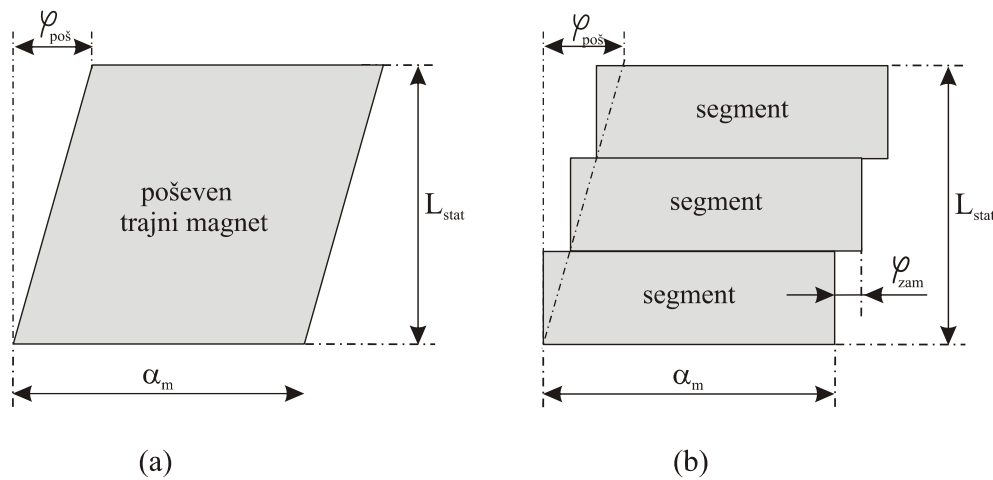 φpoš
poševen
trajni magnet
Lstat
αm
(a)
φpoš
segment
segment
segment
Lstat
φzam
αm
(b)